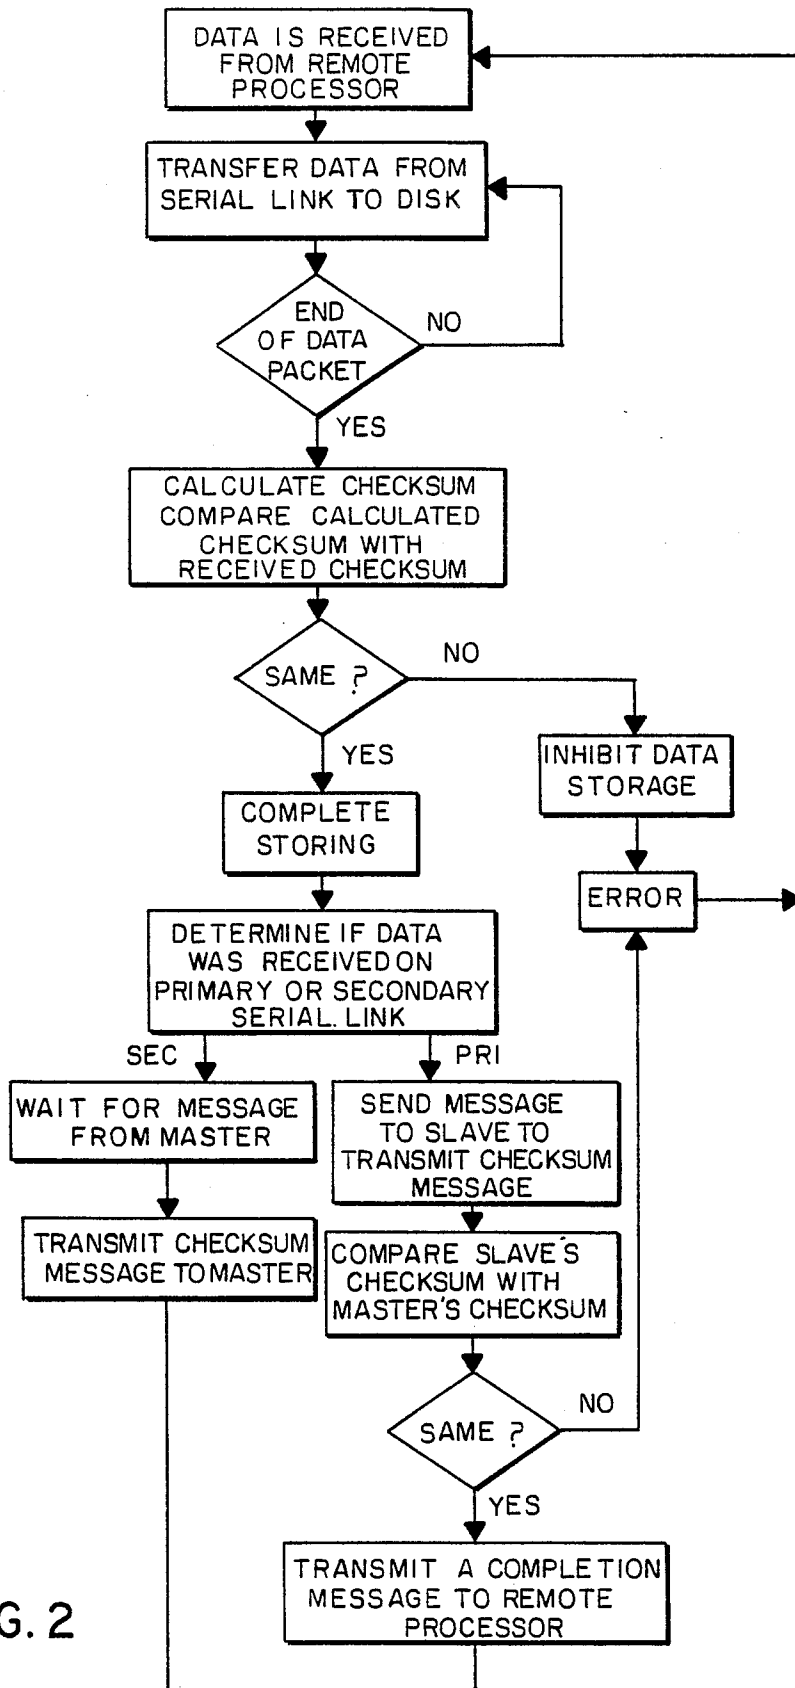 DATA IS RECEIVED
FROM REMOTE
PROCESSOR
TRANSFER DATA FROM
SERIAL LINK TO DISK
END
OF DATA
PACKET
NO
YES
CALCULATE CHECKSUM
COMPARE CALCULATED
CHECKSUM WITH
RECEIVED CHECKSUM
SAME ?
NO
YES
INHIBIT DATA
STORAGE
COMPLETE
STORING
ERROR
DETERMINE IF DATA
WAS RECEIVED ON
PRIMARY OR SECONDARY
SERIAL. LINK
SEC
PRI
WAIT FOR MESSAGE
FROM MASTER
SEND MESSAGE
TO SLAVE TO
TRANSMIT CHECKSUM
MESSAGE
TRANSMIT CHECKSUM
MESSAGE TO MASTER
COMPARE SLAVE'S
CHECKSUM WITH
MASTER'S CHECKSUM
SAME ?
NO
YES
TRANSMIT A COMPLETION
MESSAGE TO REMOTE
PROCESSOR
G. 2